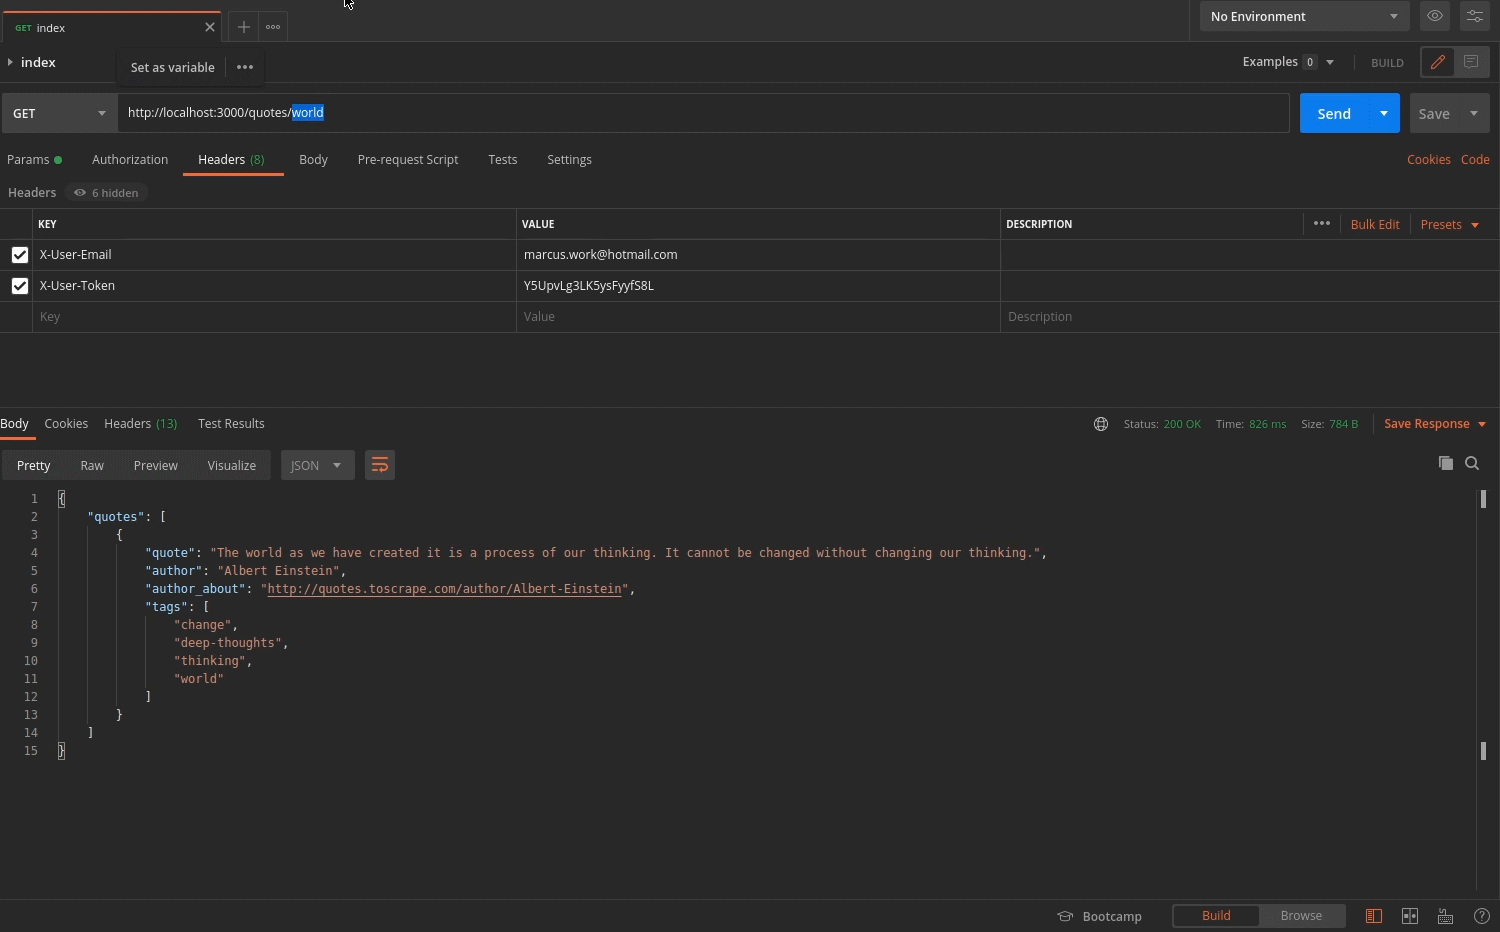 GET index
No Environment
index
Set as variable
Examples 0
BUILD
GET http://localhost:3000/quotes/world Send Save
Params Authorization Headers (8) Body Pre-request Script Tests Settings Cookies Code
Headers 6 hidden
KEY VALUE DESCRIPTION Bulk Edit Presets
X-User-Email marcus.work@hotmail.com
X-User-Token Y5UpvLg3LK5ysFyyfS8L
Key Value Description
Body Cookies Headers (13) Test Results Status: 200 OK Time: 826 ms Size: 784 B Save Response
Pretty Raw Preview Visualize JSON
1 {
2 "quotes": [
3 {
4 "quote": "The world as we have created it is a process of our thinking. It cannot be changed without changing our thinking.",
5 "author": "Albert Einstein",
6 "author_about": "http://quotes.toscrape.com/author/Albert-Einstein",
7 "tags": [
8 "change",
9 "deep-thoughts",
10 "thinking",
11 "world"
12 ]
13 }
14 ]
15 }
Bootcamp Build Browse